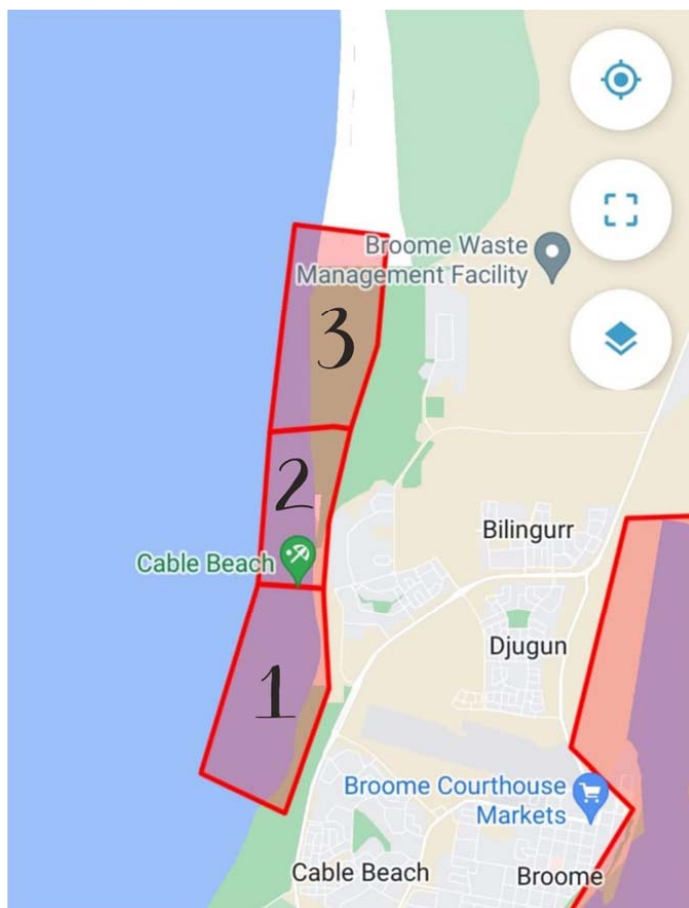 Broome Waste
Management Facility
3
2
Bilingurr
Cable Beach
Djugun
1
Broome Courthouse
Markets
Cable Beach
Broome